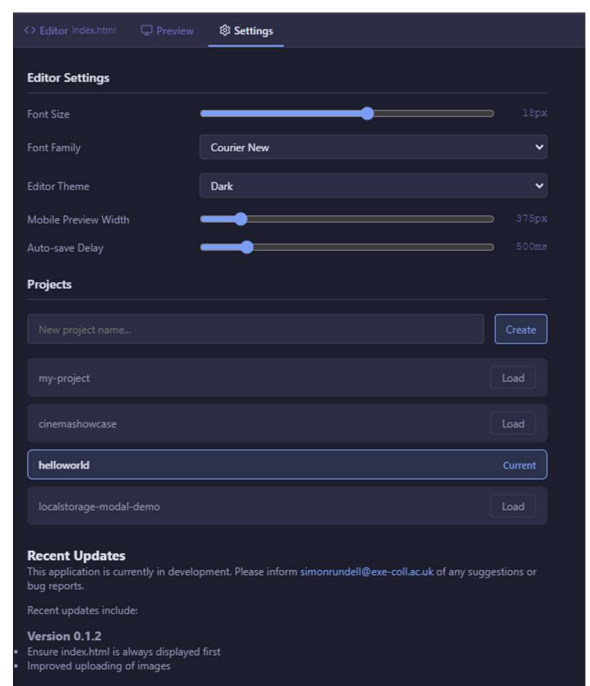 <> Editor index.html Preview Settings
Editor Settings
Font Size 18px
Font Family Courier New
Editor Theme Dark
Mobile Preview Width 375px
Auto-save Delay 500ms
Projects
New project name... Create
my-project Load
cinemashowcase Load
helloworld Current
localstorage-modal-demo Load
Recent Updates
This application is currently in development. Please inform simonrundell@exe-coll.ac.uk of any suggestions or
bug reports.
Recent updates include:
Version 0.1.2
• Ensure index.html is always displayed first
• Improved uploading of images